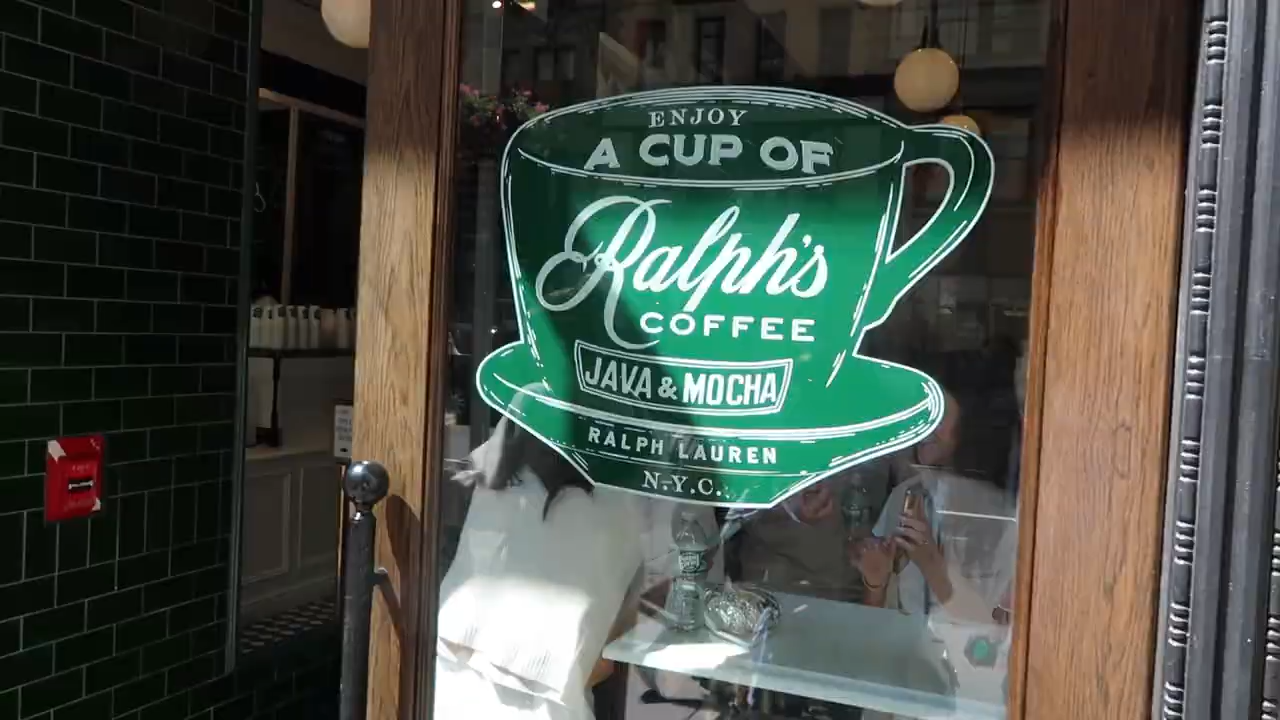 ENJOY
A CUP OF
Ralph's
COFFEE
JAVA & MOCHA
RALPH LAUREN
N.Y.C.